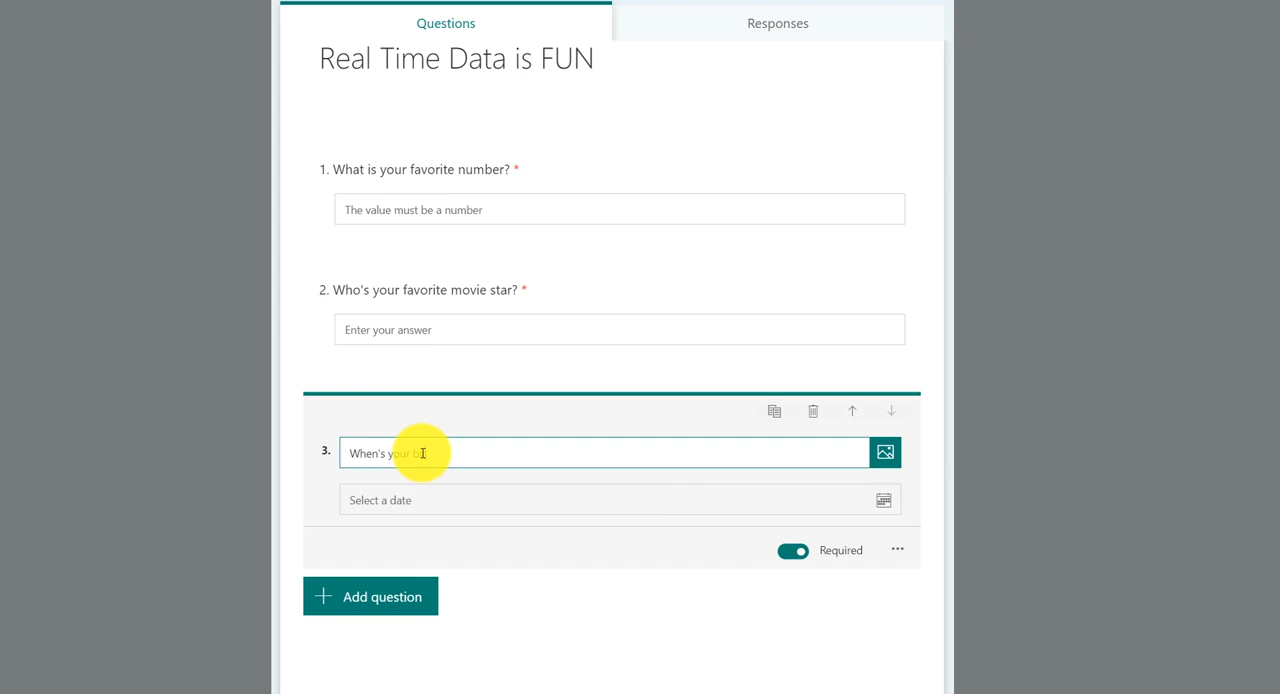 Questions
Responses
Real Time Data is FUN
1. What is your favorite number? *
The value must be a number
2. Who's your favorite movie star? *
Enter your answer
3.
When's your
Select a date
Required
Add question